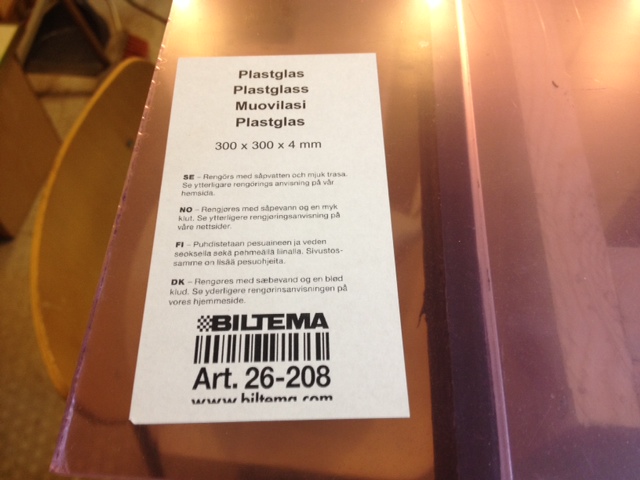 Plastglas
Plastglass
Muovilasi
Plastglas
300 x 300 x 4 mm
SE – Rengörs med såpvatten och mjuk trasa.
Se ytterligare rengörings anvisning på vår
hemsida.
NO – Rengjøres med såpevann og en myk
klut. Se ytterligere rengjøringsanvisning på
våre nettsider.
FI – Puhdistetaan pesuaineen ja veden
seoksella sekä pehmeällä liinalla. Sivustos-
samme on lisää pesuohjeita.
DK – Rengøres med sæbevand og en blød
klud. Se yderligere rengørinsanvisningen på
vores hjemmeside.
BILTEMA
Art. 26-208
www.biltema.com